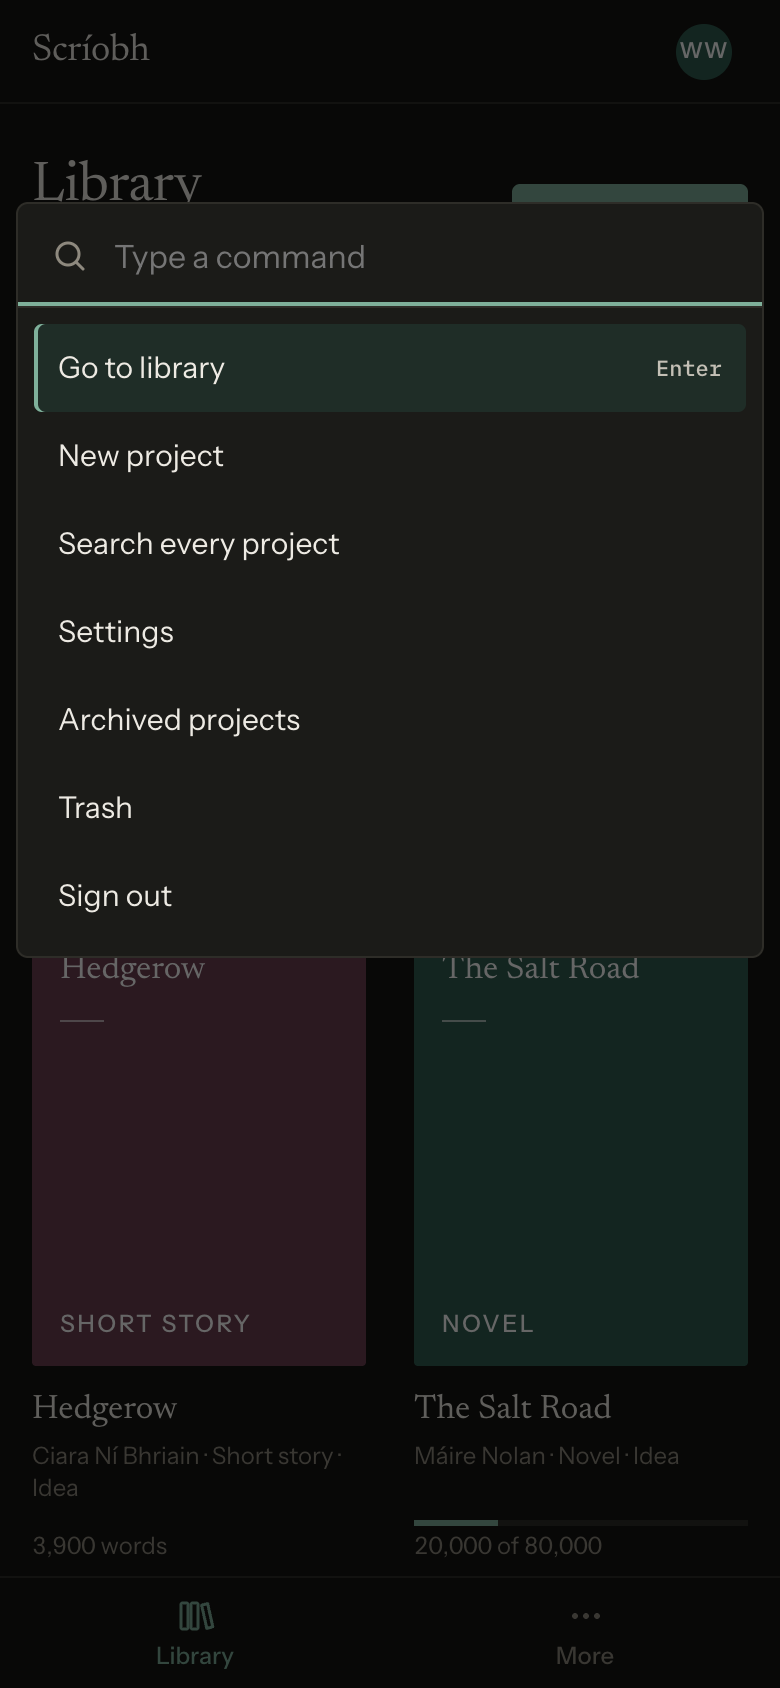 Scríobh
WW
Library
Type a command
Go to library
Enter
New project
Search every project
Settings
Archived projects
Trash
Sign out
Hedgerow
The Salt Road
SHORT STORY
NOVEL
Hedgerow
Ciara Ní Bhriain · Short story ·
Idea
3,900 words
The Salt Road
Máire Nolan · Novel · Idea
20,000 of 80,000
Library
More